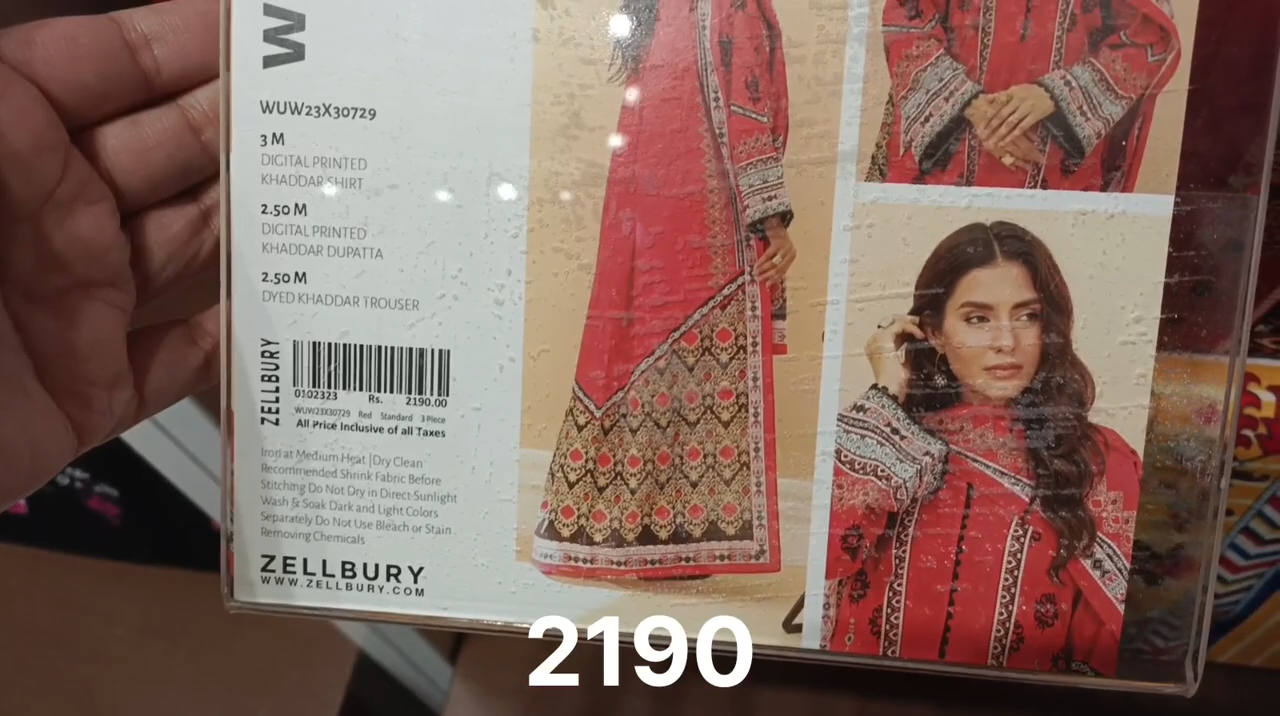 W
WUW23X30729
3 M
DIGITAL PRINTED
KHADDAR SHIRT
2.50 M
DIGITAL PRINTED
KHADDAR DUPATTA
2.50 M
DYED KHADDAR TROUSER
ZELLBURY
0102323 Rs. 2190.00
WUW23X30729 Red Standard 3 Piece
All Price Inclusive of all Taxes
Iron at Medium Heat |Dry Clean
Recommended Shrink Fabric Before
Stitching Do Not Dry in Direct Sunlight
Wash & Soak Dark and Light Colors
Separately Do Not Use Bleach or Stain
Removing Chemicals
ZELLBURY
WWW.ZELLBURY.COM
2190